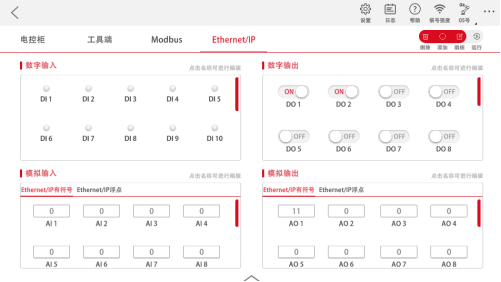 设置 日志 帮助 信号强度 05号
电控柜 工具端 Modbus Ethernet/IP
删除 添加 编辑 运行
数字输入 点击名称可进行编辑
DI 1 DI 2 DI 3 DI 4 DI 5
DI 6 DI 7 DI 8 DI 9 DI 10
数字输出 点击名称可进行编辑
ON ON OFF OFF
DO 1 DO 2 DO 3 DO 4
OFF OFF OFF OFF
DO 5 DO 6 DO 7 DO 8
模拟输入 点击名称可进行编辑
Ethernet/IP有符号 Ethernet/IP浮点
0 0 0 0
AI 1 AI 2 AI 3 AI 4
0 0 0 0
AI 5 AI 6 AI 7 AI 8
模拟输出 点击名称可进行编辑
Ethernet/IP有符号 Ethernet/IP浮点
11 0 0 0
AO 1 AO 2 AO 3 AO 4
0 0 0 0
AO 5 AO 6 AO 7 AO 8